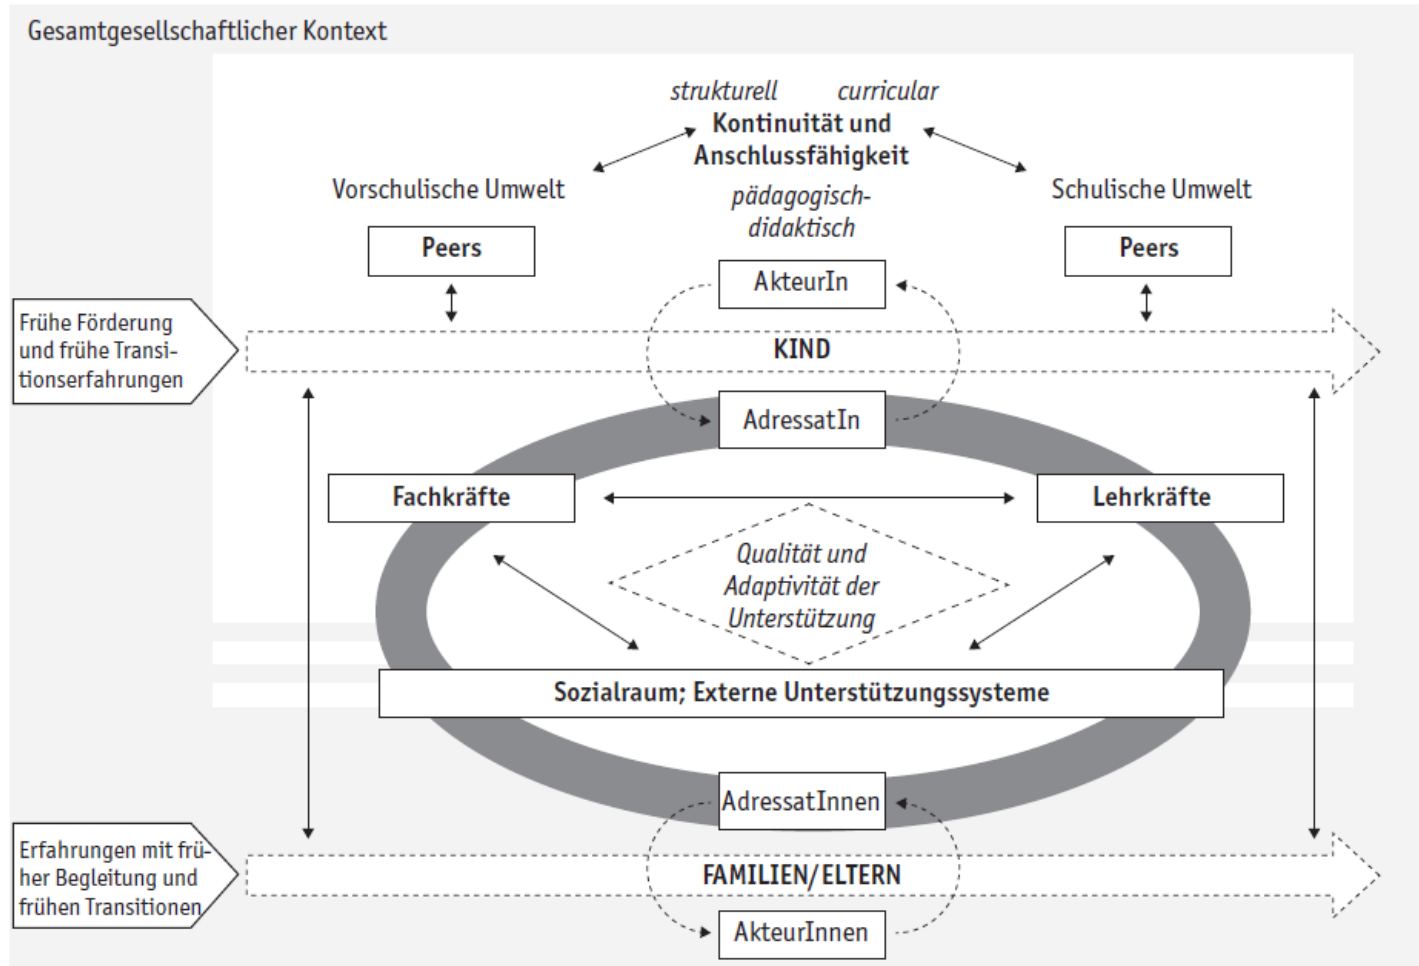 Gesamtgesellschaftlicher Kontext
strukturell curricular
Kontinuität und
Anschlussfähigkeit
pädagogisch-
didaktisch
Vorschulische Umwelt
Schulische Umwelt
Peers
Peers
AkteurIn
Frühe Förderung
und frühe Transi-
tionserfahrungen
KIND
AdressatIn
Fachkräfte
Lehrkräfte
Qualität und
Adaptivität der
Unterstützung
Sozialraum; Externe Unterstützungssysteme
AdressatInnen
Erfahrungen mit frü-
her Begleitung und
frühen Transitionen
FAMILIEN/ELTERN
AkteurInnen